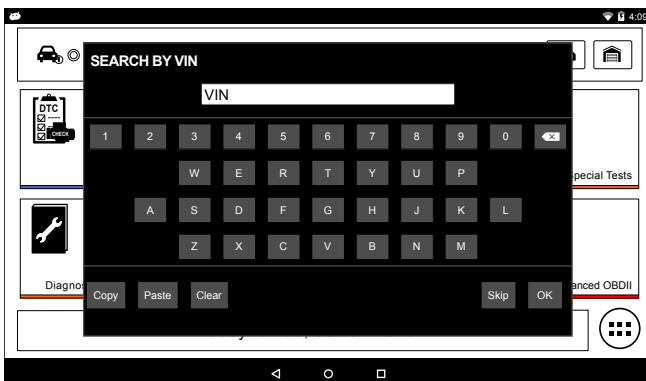 4:09
SEARCH BY VIN
VIN
DTC
CHECK
1 2 3 4 5 6 7 8 9 0
W E R T Y U P
pecial Tests
A S D F G H J K L
Z X C V B N M
Diagno
Copy Paste Clear Skip OK
anced OBDII